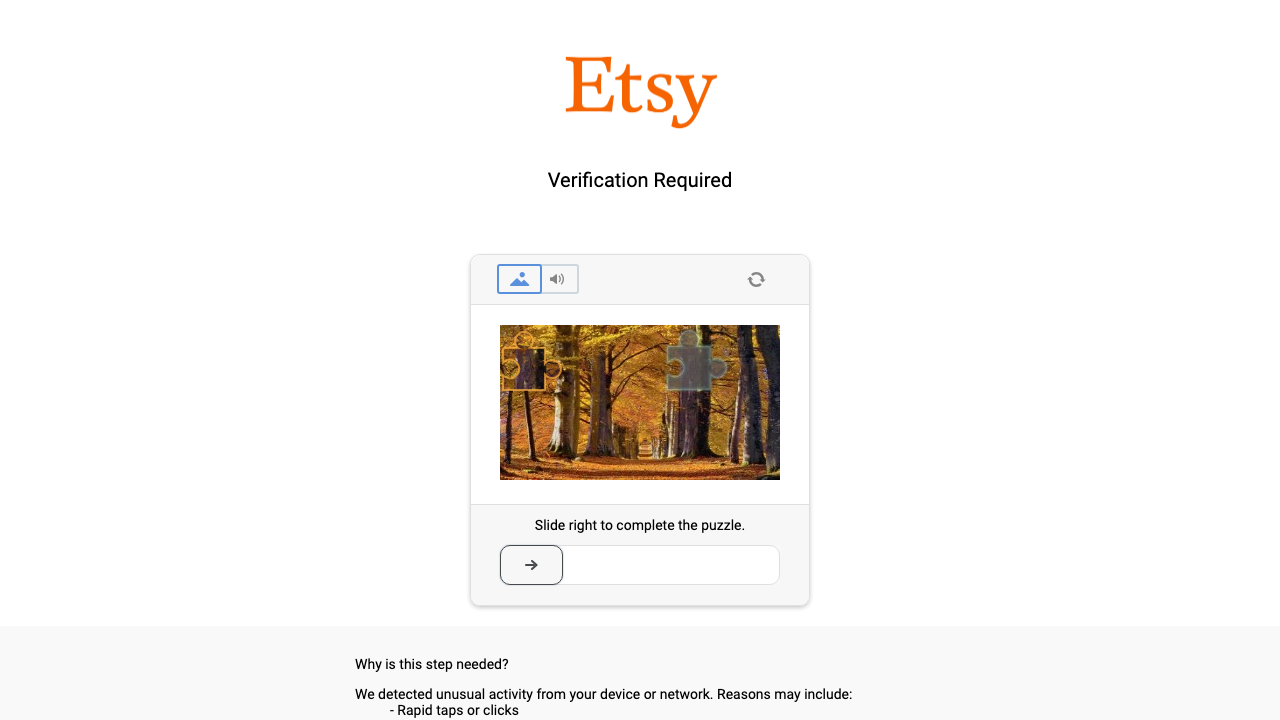 Etsy
Verification Required
Slide right to complete the puzzle.
Why is this step needed?
We detected unusual activity from your device or network. Reasons may include:
- Rapid taps or clicks